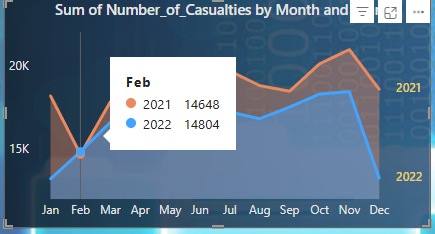 Sum of Number_of_Casualties by Month and
20K
15K
Feb
2021 14648
2022 14804
2021
2022
Jan Feb Mar Apr May Jun Jul Aug Sep Oct Nov Dec